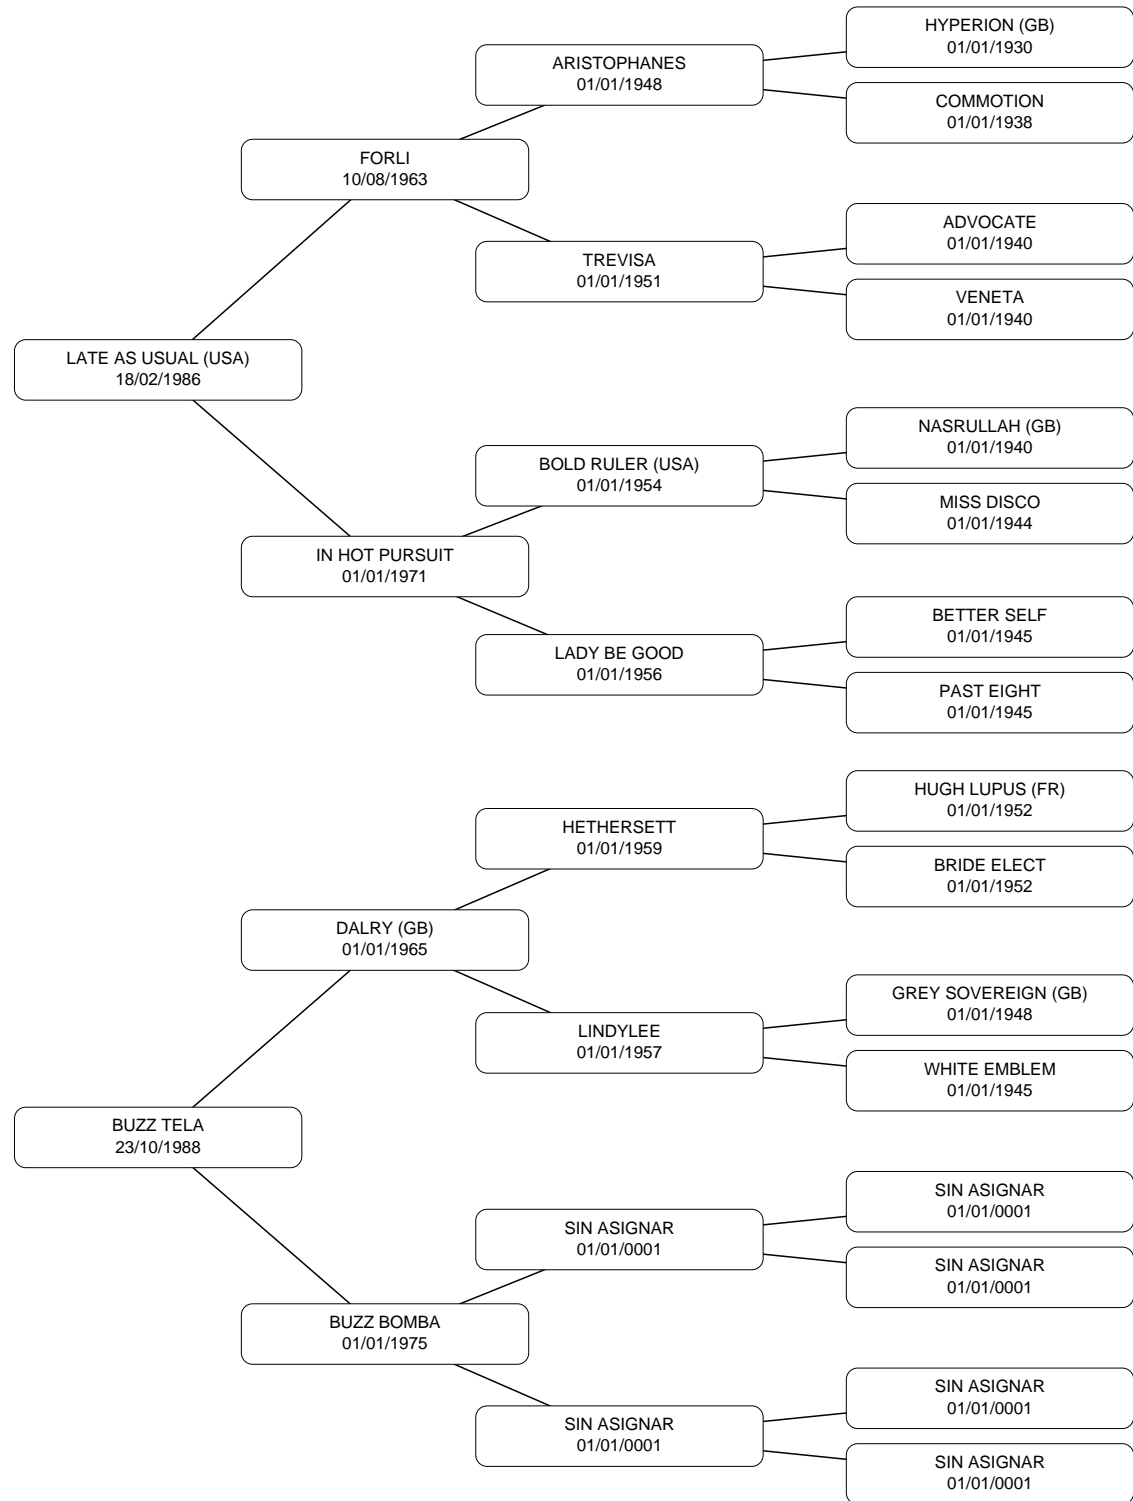 HYPERION (GB)
01/01/1930
ARISTOPHANES
01/01/1948
COMMOTION
01/01/1938
FORLI
10/08/1963
ADVOCATE
01/01/1940
TREVISA
01/01/1951
VENETA
01/01/1940
LATE AS USUAL (USA)
18/02/1986
NASRULLAH (GB)
01/01/1940
BOLD RULER (USA)
01/01/1954
MISS DISCO
01/01/1944
IN HOT PURSUIT
01/01/1971
BETTER SELF
01/01/1945
LADY BE GOOD
01/01/1956
PAST EIGHT
01/01/1945
HUGH LUPUS (FR)
01/01/1952
HETHERSETT
01/01/1959
BRIDE ELECT
01/01/1952
DALRY (GB)
01/01/1965
GREY SOVEREIGN (GB)
01/01/1948
LINDYLEE
01/01/1957
WHITE EMBLEM
01/01/1945
BUZZ TELA
23/10/1988
SIN ASIGNAR
01/01/0001
SIN ASIGNAR
01/01/0001
SIN ASIGNAR
01/01/0001
BUZZ BOMBA
01/01/1975
SIN ASIGNAR
01/01/0001
SIN ASIGNAR
01/01/0001
SIN ASIGNAR
01/01/0001